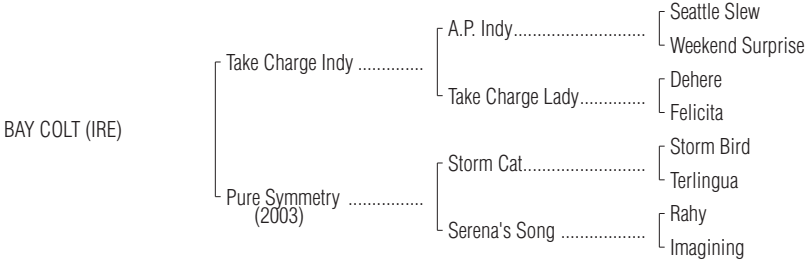 Seattle Slew
A.P. Indy............................
Weekend Surprise
Take Charge Indy ..............
Dehere
Take Charge Lady..............
Felicita
BAY COLT (IRE)
Storm Bird
Storm Cat..........................
Terlingua
Pure Symmetry ................
(2003)
Rahy
Serena's Song ..................
Imagining